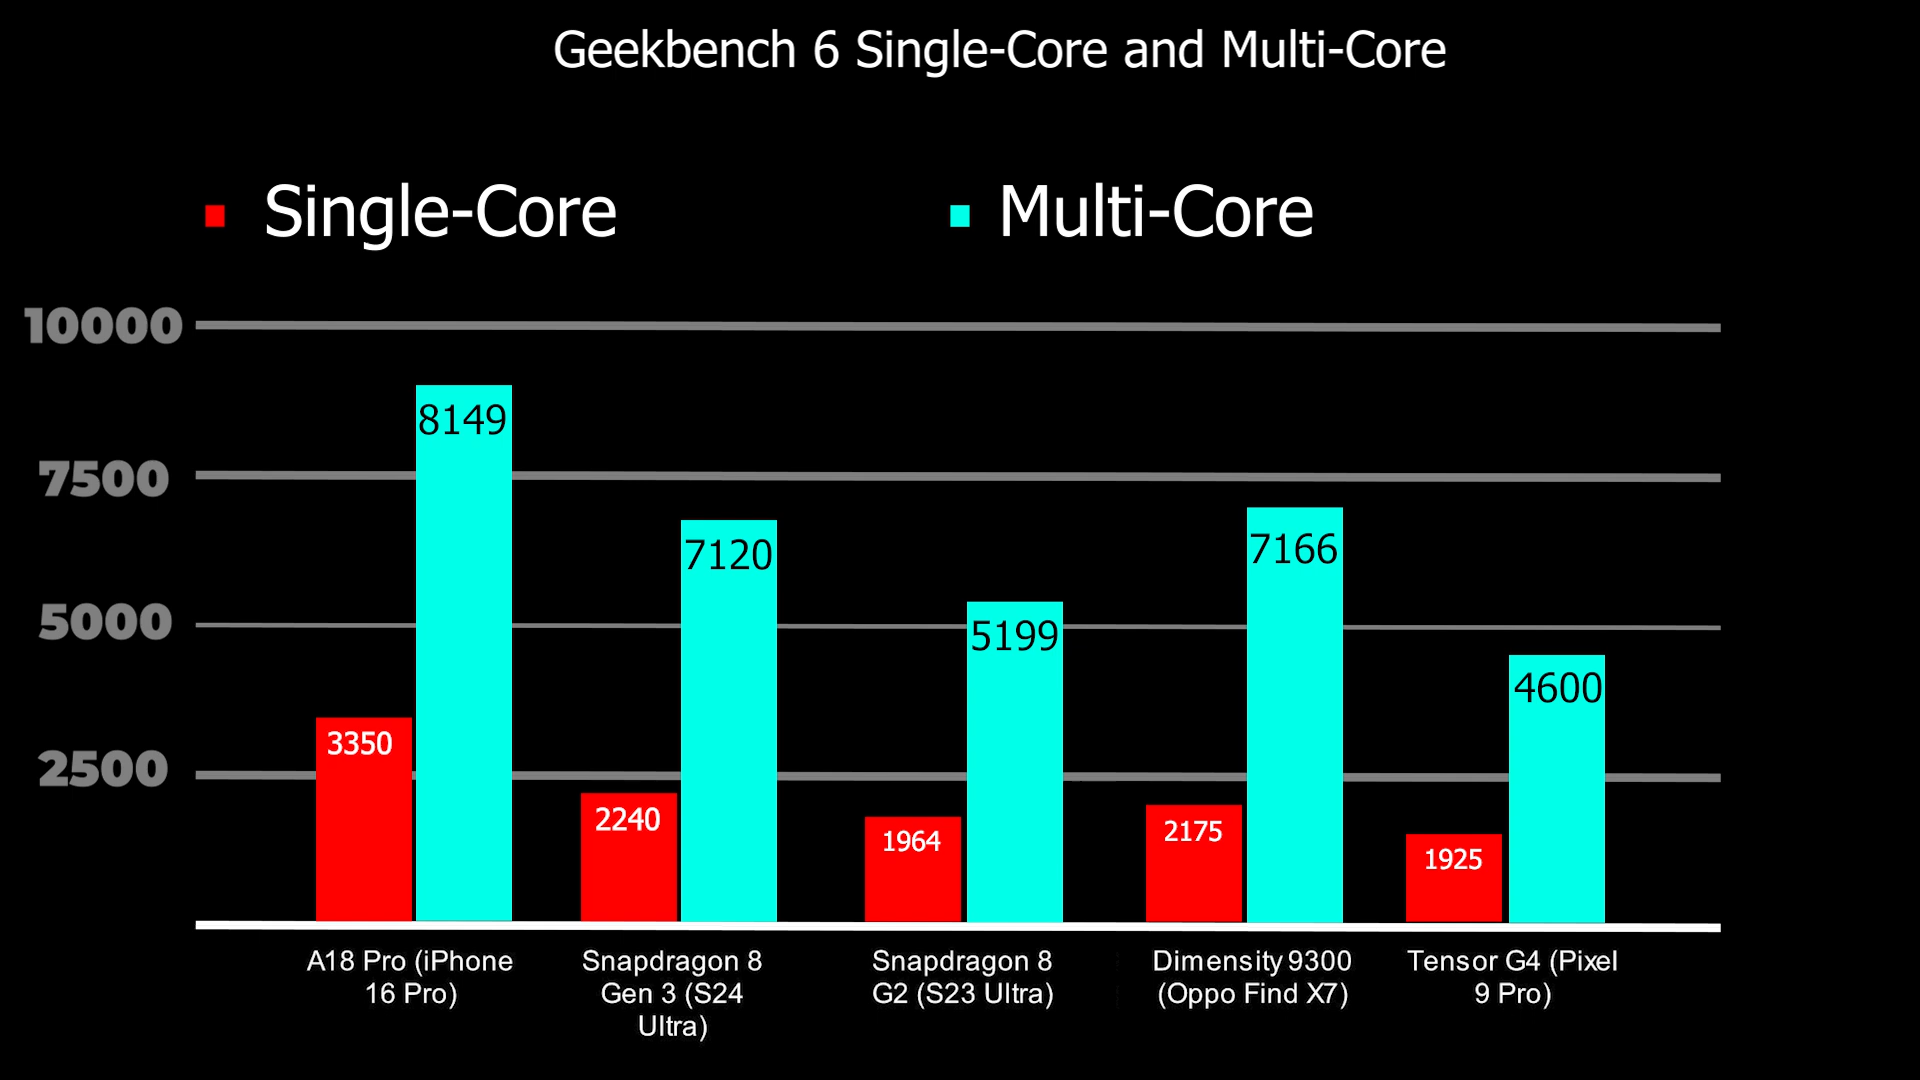 Geekbench 6 Single-Core and Multi-Core
Single-Core
Multi-Core
10000
7500
5000
2500
8149
7120
5199
7166
4600
3350
2240
1964
2175
1925
A18 Pro (iPhone
16 Pro)
Snapdragon 8
Gen 3 (S24
Ultra)
Snapdragon 8
G2 (S23 Ultra)
Dimensity 9300
(Oppo Find X7)
Tensor G4 (Pixel
9 Pro)